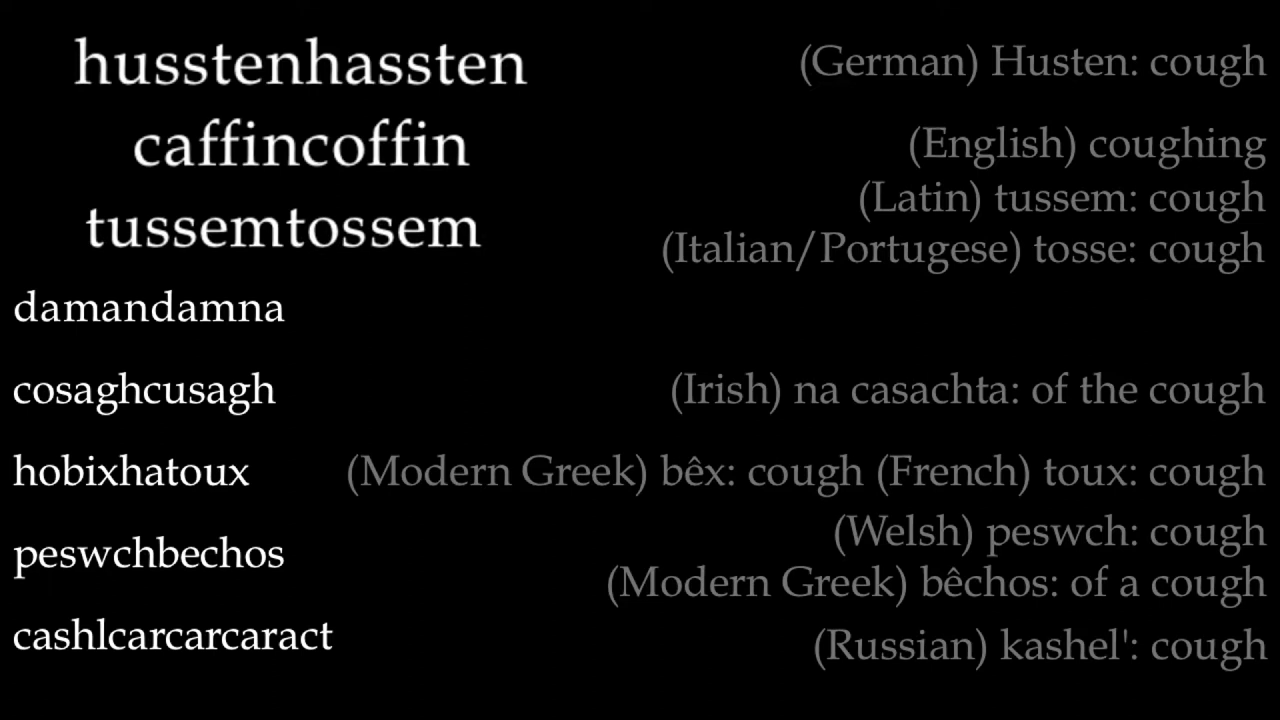 husstenhassten (German) Husten: cough
caffincoffin (English) coughing
(Latin) tussem: cough
tussemtossem
(Italian/Portugese) tosse: cough
damandamna
cosaghcusagh (Irish) na casachta: of the cough
hobixhatoux (Modern Greek) bêx: cough (French) toux: cough
(Welsh) peswch: cough
peswchbechos
(Modern Greek) bêchos: of a cough
cashlcarcarcaract (Russian) kashel': cough